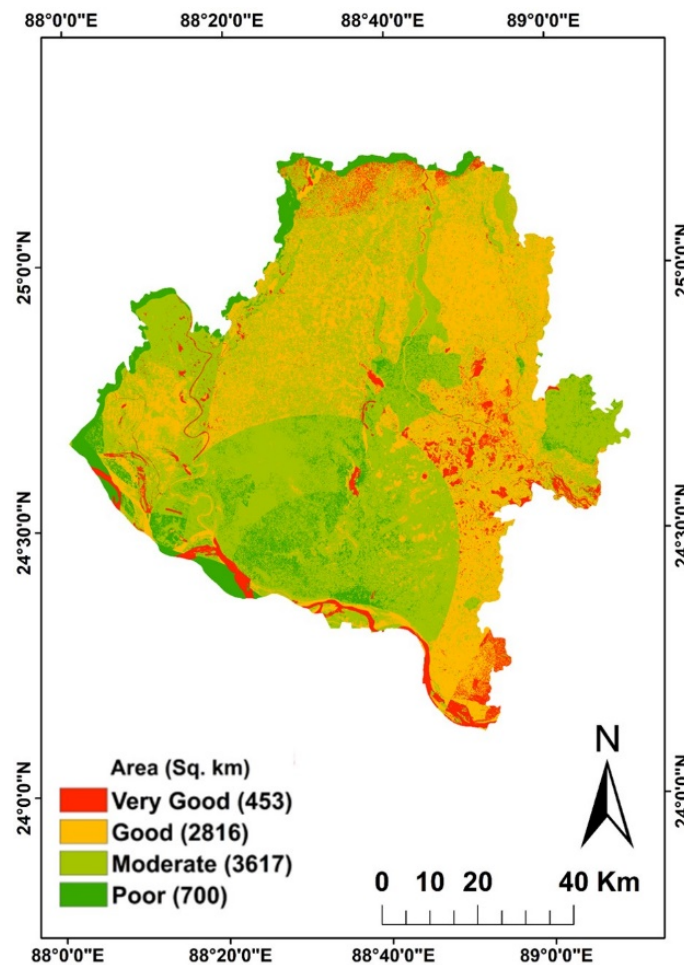 88°0'0"E 88°20'0"E 88°40'0"E 89°0'0"E
25°0'0"N 25°0'0"N
24°30'0"N 24°30'0"N
24°0'0"N 24°0'0"N
N
Area (Sq. km)
Very Good (453)
Good (2816)
Moderate (3617)
Poor (700)
0 10 20 40 Km
88°0'0"E 88°20'0"E 88°40'0"E 89°0'0"E